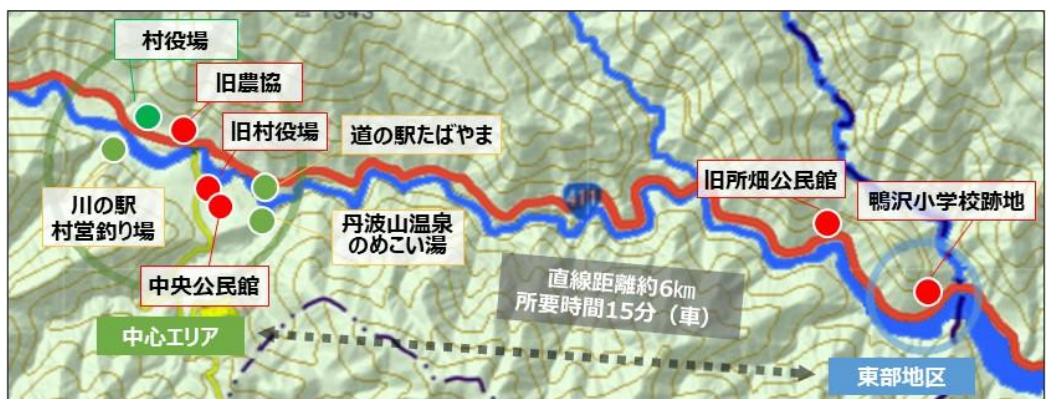 1343
村役場
旧農協
旧村役場
道の駅たばやま
川の駅
村営釣り場
中央公民館
丹波山温泉
のめこい湯
411
旧所畑公民館
鴨沢小学校跡地
直線距離約6㎞
所要時間15分（車）
中心エリア
東部地区